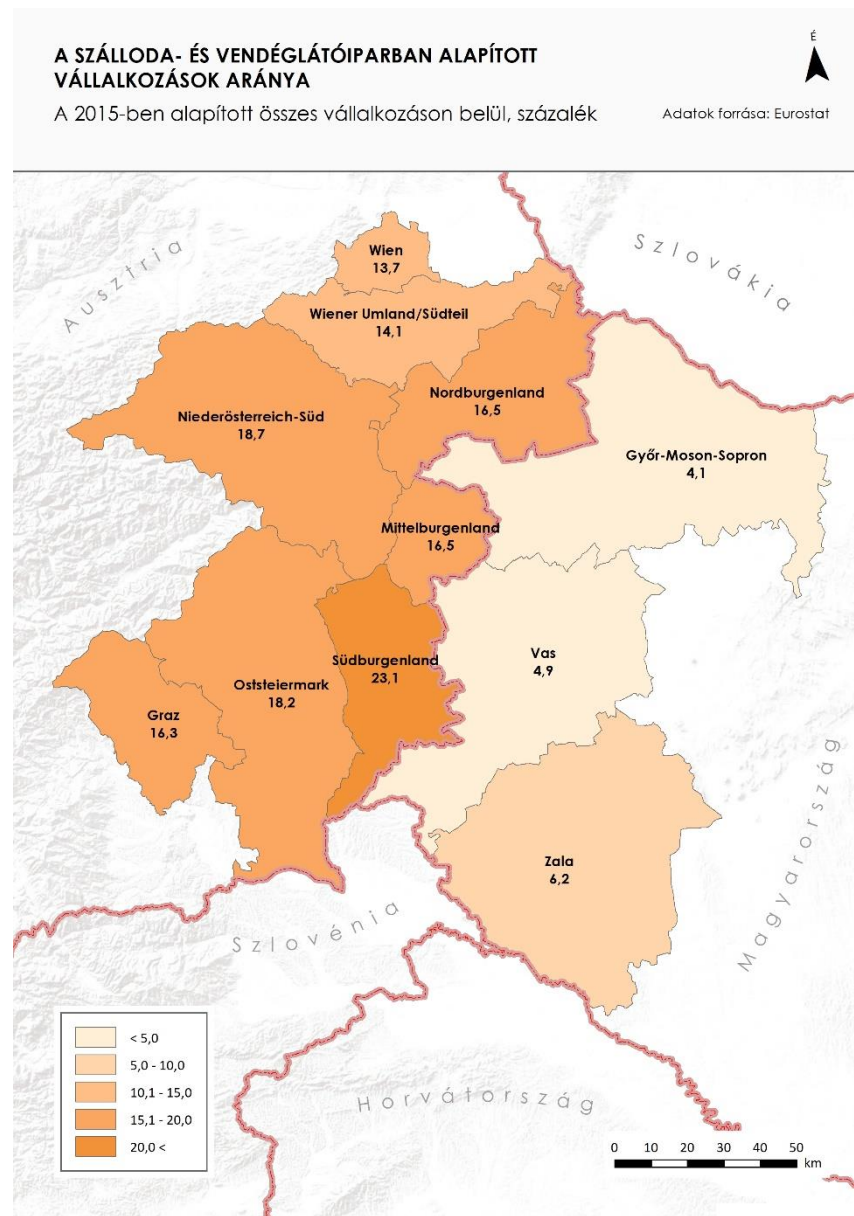 A SZÁLLODA- ÉS VENDÉGLÁTÓIPARBAN ALAPÍTOTT
VÁLLALKOZÁSOK ARÁNYA
A 2015-ben alapított összes vállalkozáson belül, százalék
É
Adatok forrása: Eurostat
Ausztria
Szlovákia
Wien
13,7
Wiener Umland/Südteil
14,1
Nordburgenland
16,5
Niederösterreich-Süd
18,7
Győr-Moson-Sopron
4,1
Mittelburgenland
16,5
Vas
4,9
Südburgenland
23,1
Oststeiermark
18,2
Graz
16,3
Magyarország
Zala
6,2
Szlovénia
Horvátország
< 5,0
5,0 - 10,0
10,1 - 15,0
15,1 - 20,0
20,0 <
0 10 20 30 40 50
km